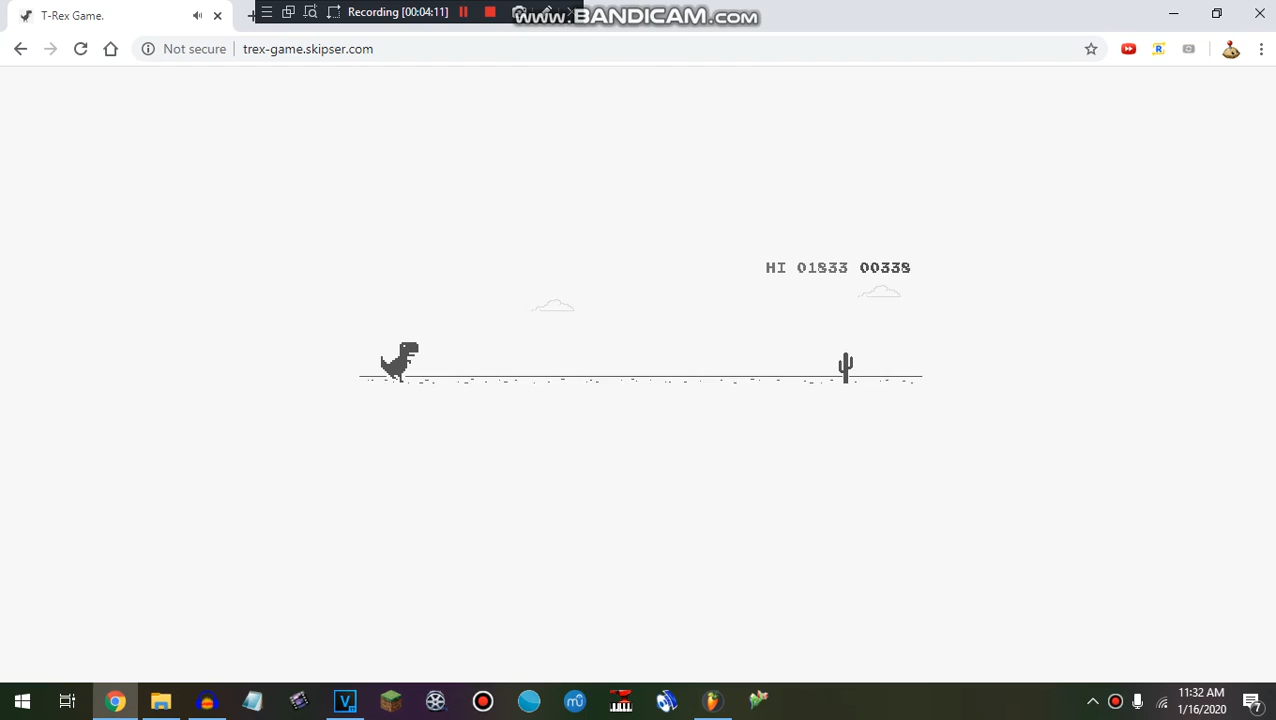 T-Rex Game.
Recording [00:04:11]
www.BANDICAM.com
Not secure
trex-game.skipser.com
HI 01833 00338
11:32 AM
1/16/2020
7